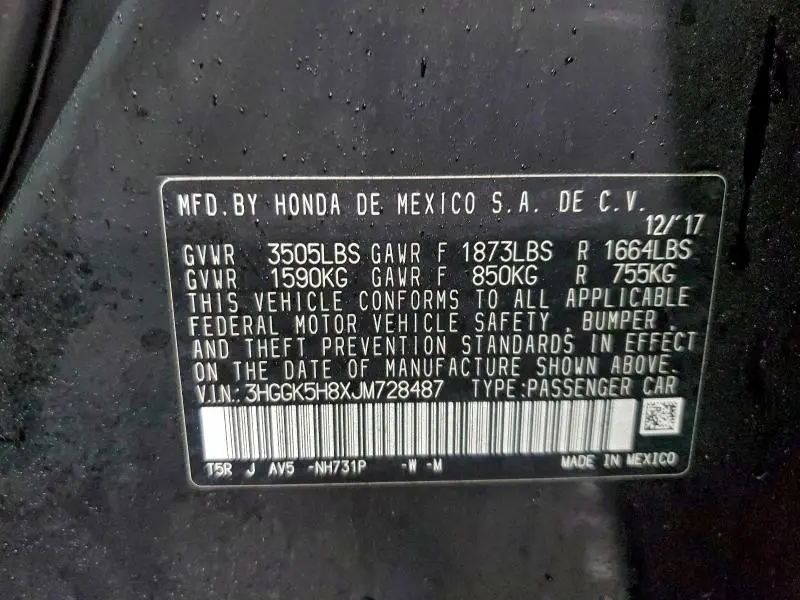 MFD. BY HONDA DE MEXICO S.A. DE C.V.
12/'17
GVWR 3505LBS GAWR F 1873LBS R 1664LBS
GVWR 1590KG GAWR F 850KG R 755KG
THIS VEHICLE CONFORMS TO ALL APPLICABLE
FEDERAL MOTOR VEHICLE SAFETY , BUMPER ,
AND THEFT PREVENTION STANDARDS IN EFFECT
ON THE DATE OF MANUFACTURE SHOWN ABOVE.
V.I.N.: 3HGGK5H8XJM728487 TYPE:PASSENGER CAR
T5R J AV5 -NH731P -W -M MADE IN MEXICO